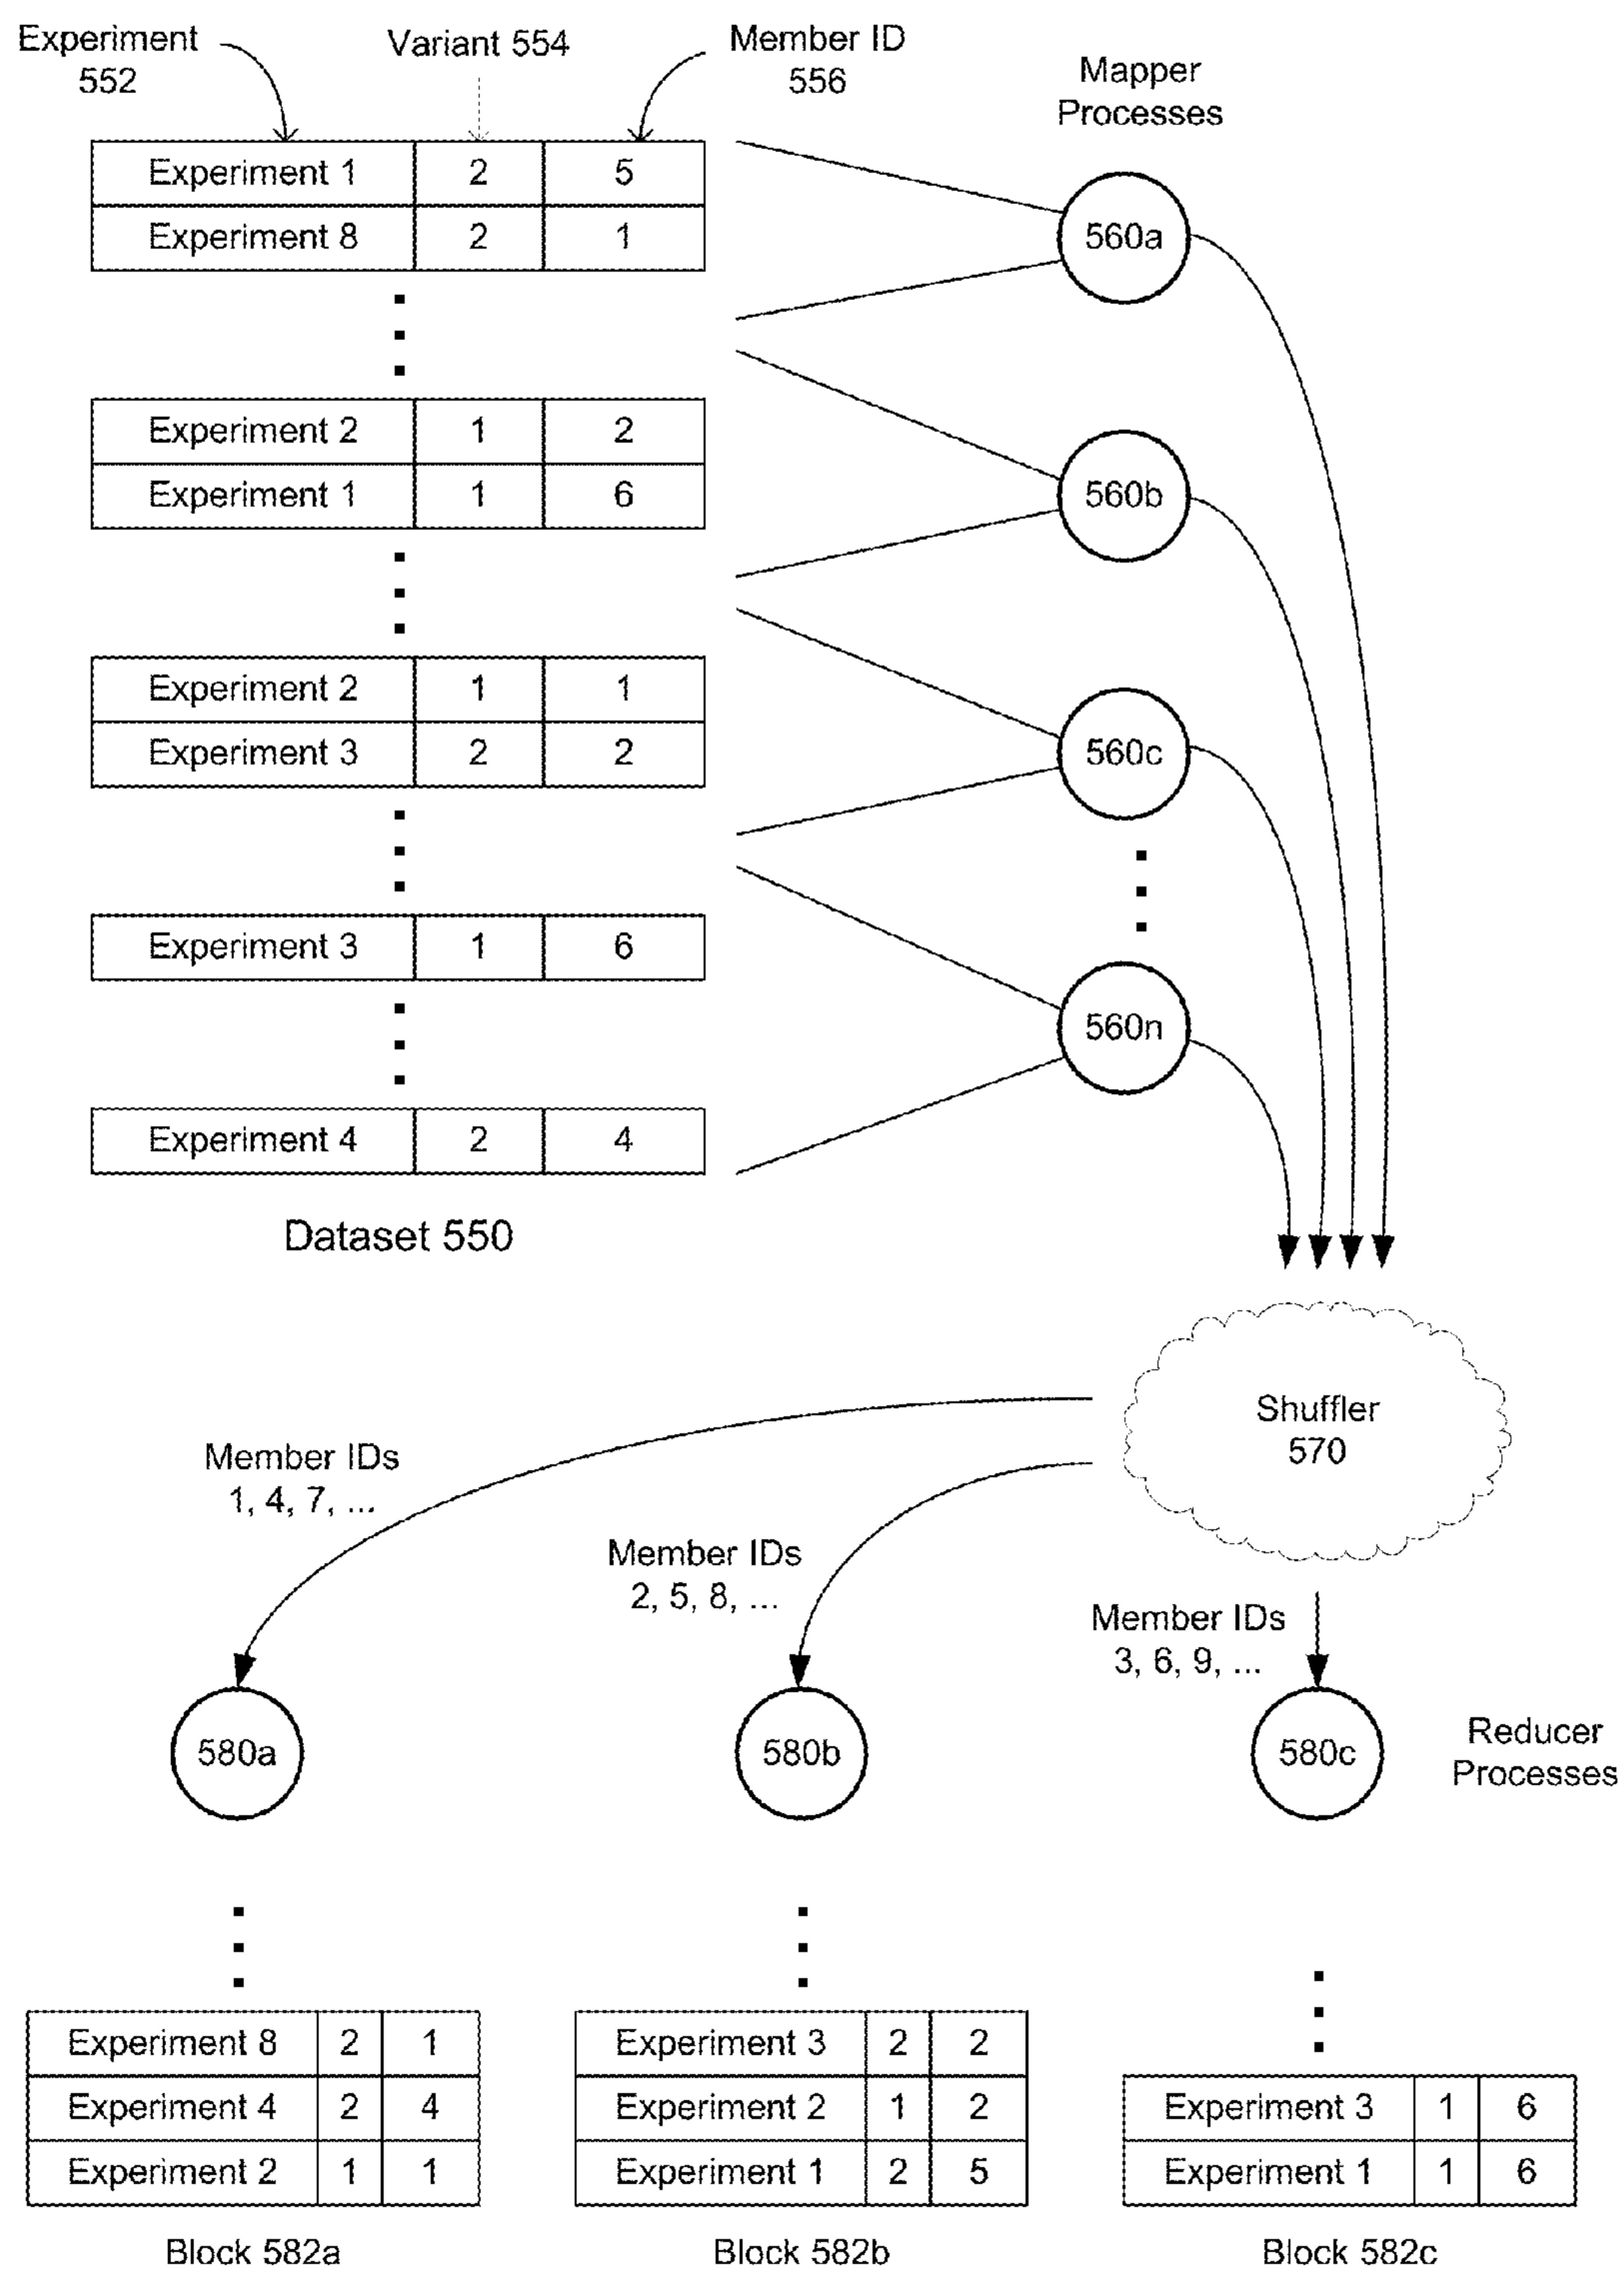 Experiment
552
Variant 554
Member ID
556
Mapper
Processes
Experiment 1 2 5
Experiment 8 2 1
560a
Experiment 2 1 2
Experiment 1 1 6
560b
Experiment 2 1 1
Experiment 3 2 2
560c
Experiment 3 1 6
560n
Experiment 4 2 4
Dataset 550
Shuffler
570
Member IDs
1, 4, 7, ...
Member IDs
2, 5, 8, ...
Member IDs
3, 6, 9, ...
580a
580b
580c
Reducer
Processes
Experiment 8 2 1
Experiment 4 2 4
Experiment 2 1 1
Block 582a
Experiment 3 2 2
Experiment 2 1 2
Experiment 1 2 5
Block 582b
Experiment 3 1 6
Experiment 1 1 6
Block 582c